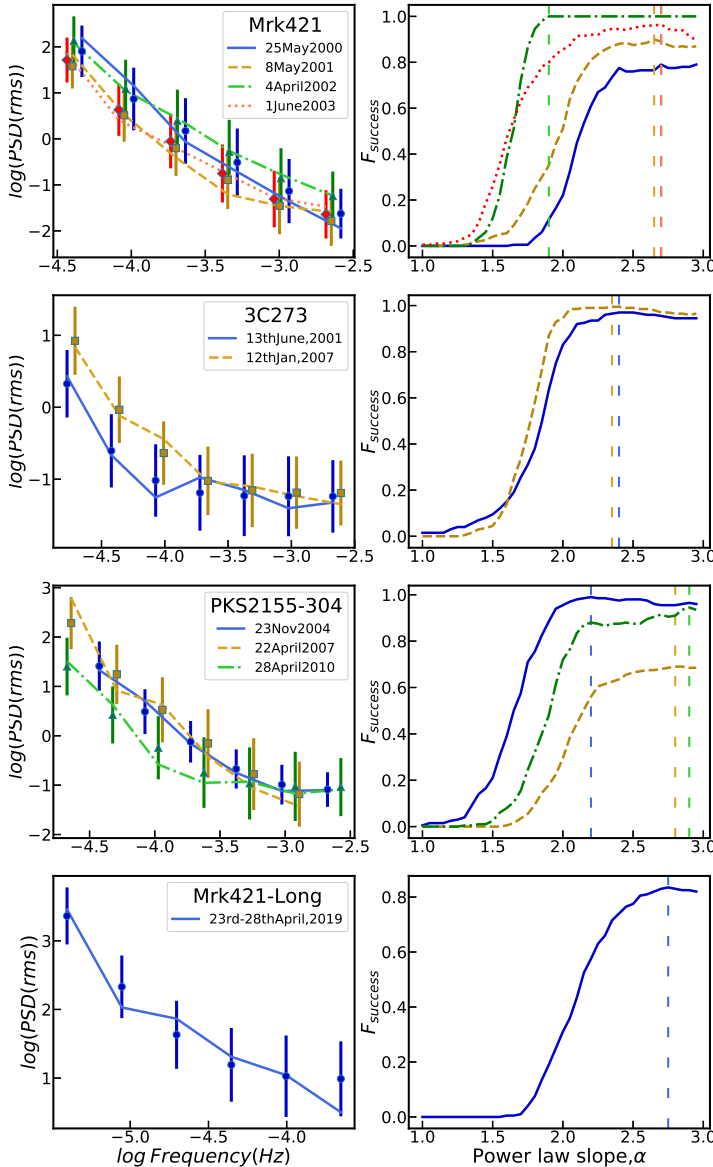 Mrk421
25May2000
8May2001
4April2002
1June2003
log(PSD(rms))
2
1
0
−1
−2
−4.5 −4.0 −3.5 −3.0 −2.5
F_success
1.0
0.8
0.6
0.4
0.2
0.0
1.0 1.5 2.0 2.5 3.0
3C273
13thJune,2001
12thJan,2007
log(PSD(rms))
1
0
−1
−4.5 −4.0 −3.5 −3.0 −2.5
F_success
1.0
0.8
0.6
0.4
0.2
0.0
1.0 1.5 2.0 2.5 3.0
PKS2155-304
23Nov2004
22April2007
28April2010
log(PSD(rms))
3
2
1
0
−1
−2
−4.5 −4.0 −3.5 −3.0 −2.5
F_success
1.0
0.8
0.6
0.4
0.2
0.0
1.0 1.5 2.0 2.5 3.0
Mrk421-Long
23rd-28thApril,2019
log(PSD(rms))
3
2
1
−5.0 −4.5 −4.0
log Frequency(Hz)
F_success
0.8
0.6
0.4
0.2
0.0
1.0 1.5 2.0 2.5 3.0
Power law slope,α